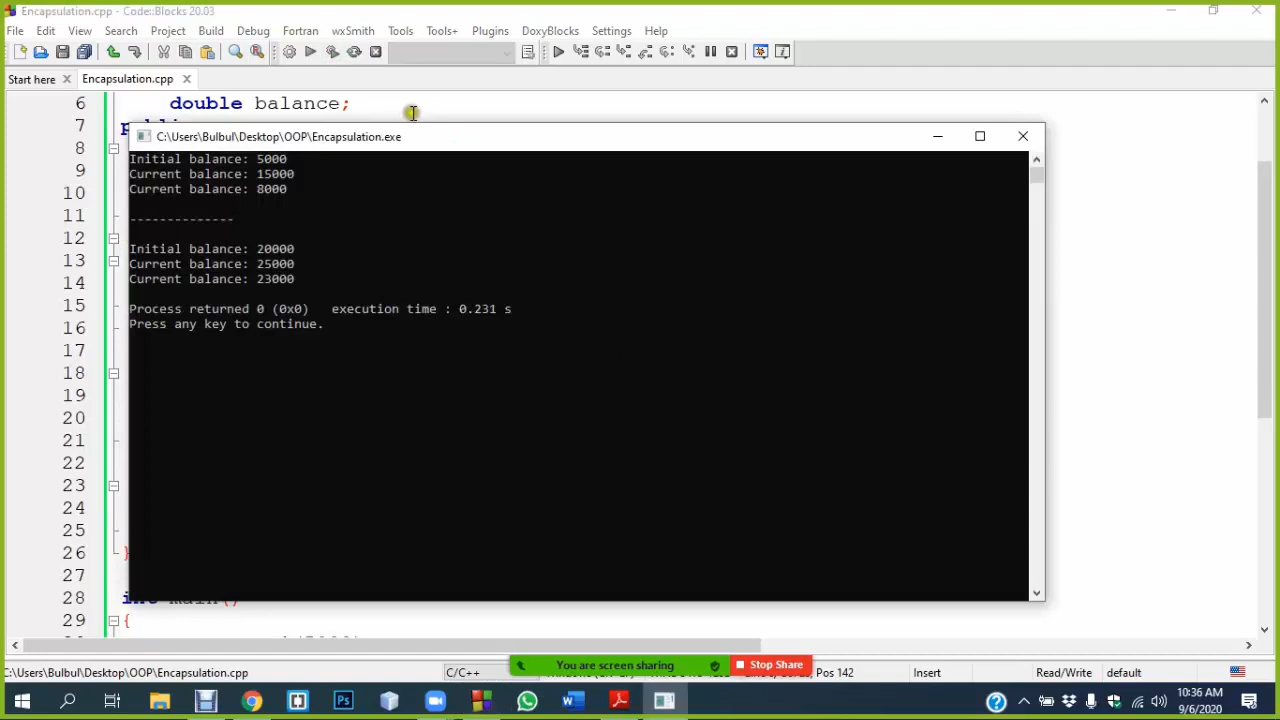 Encapsulation.cpp - Code::Blocks 20.03
File Edit View Search Project Build Debug Fortran wxSmith Tools Tools+ Plugins DoxyBlocks Settings Help
Start here Encapsulation.cpp
6 double balance;
7
C:\Users\Bulbul\Desktop\OOP\Encapsulation.exe
8
Initial balance: 5000
9
Current balance: 15000
10
Current balance: 8000
11
--------------
12
Initial balance: 20000
13
Current balance: 25000
14
Current balance: 23000
15
Process returned 0 (0x0) execution time : 0.231 s
16
Press any key to continue.
17
18
19
20
21
22
23
24
25
26 }
27
28 int main()
29 {
You are screen sharing Stop Share
C:\Users\Bulbul\Desktop\OOP\Encapsulation.cpp C/C++ Pos 142 Insert Read/Write default
10:36 AM
9/6/2020